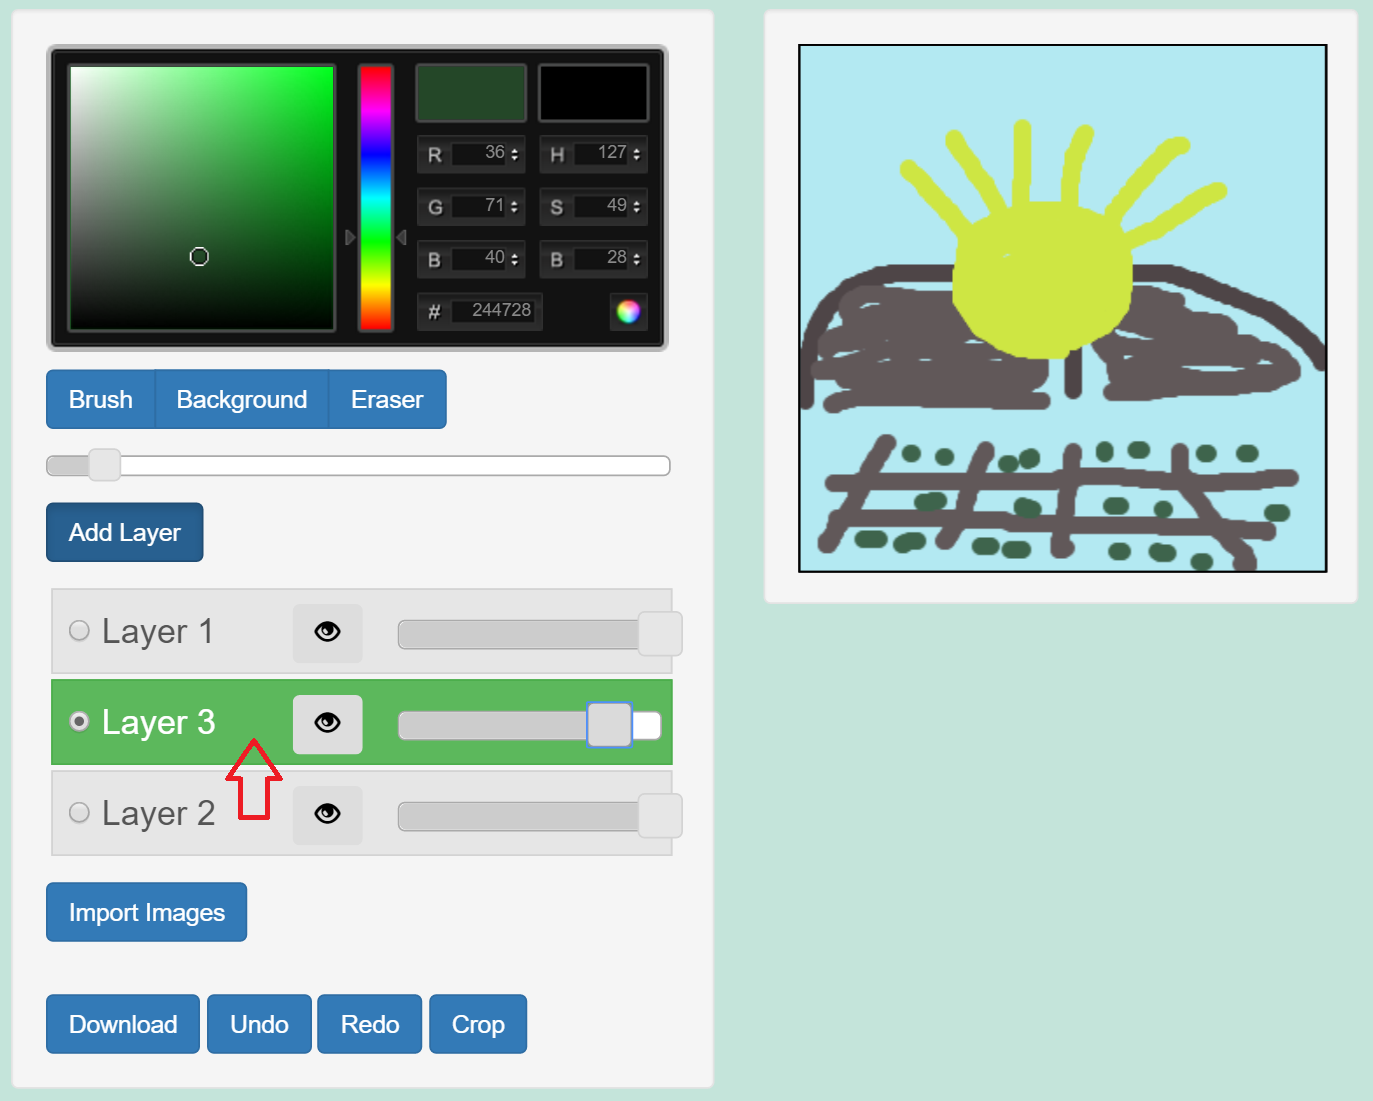 R 36 H 127
G 71 S 49
B 40 B 28
# 244728
Brush Background Eraser
Add Layer
Layer 1
Layer 3
Layer 2
Import Images
Download Undo Redo Crop